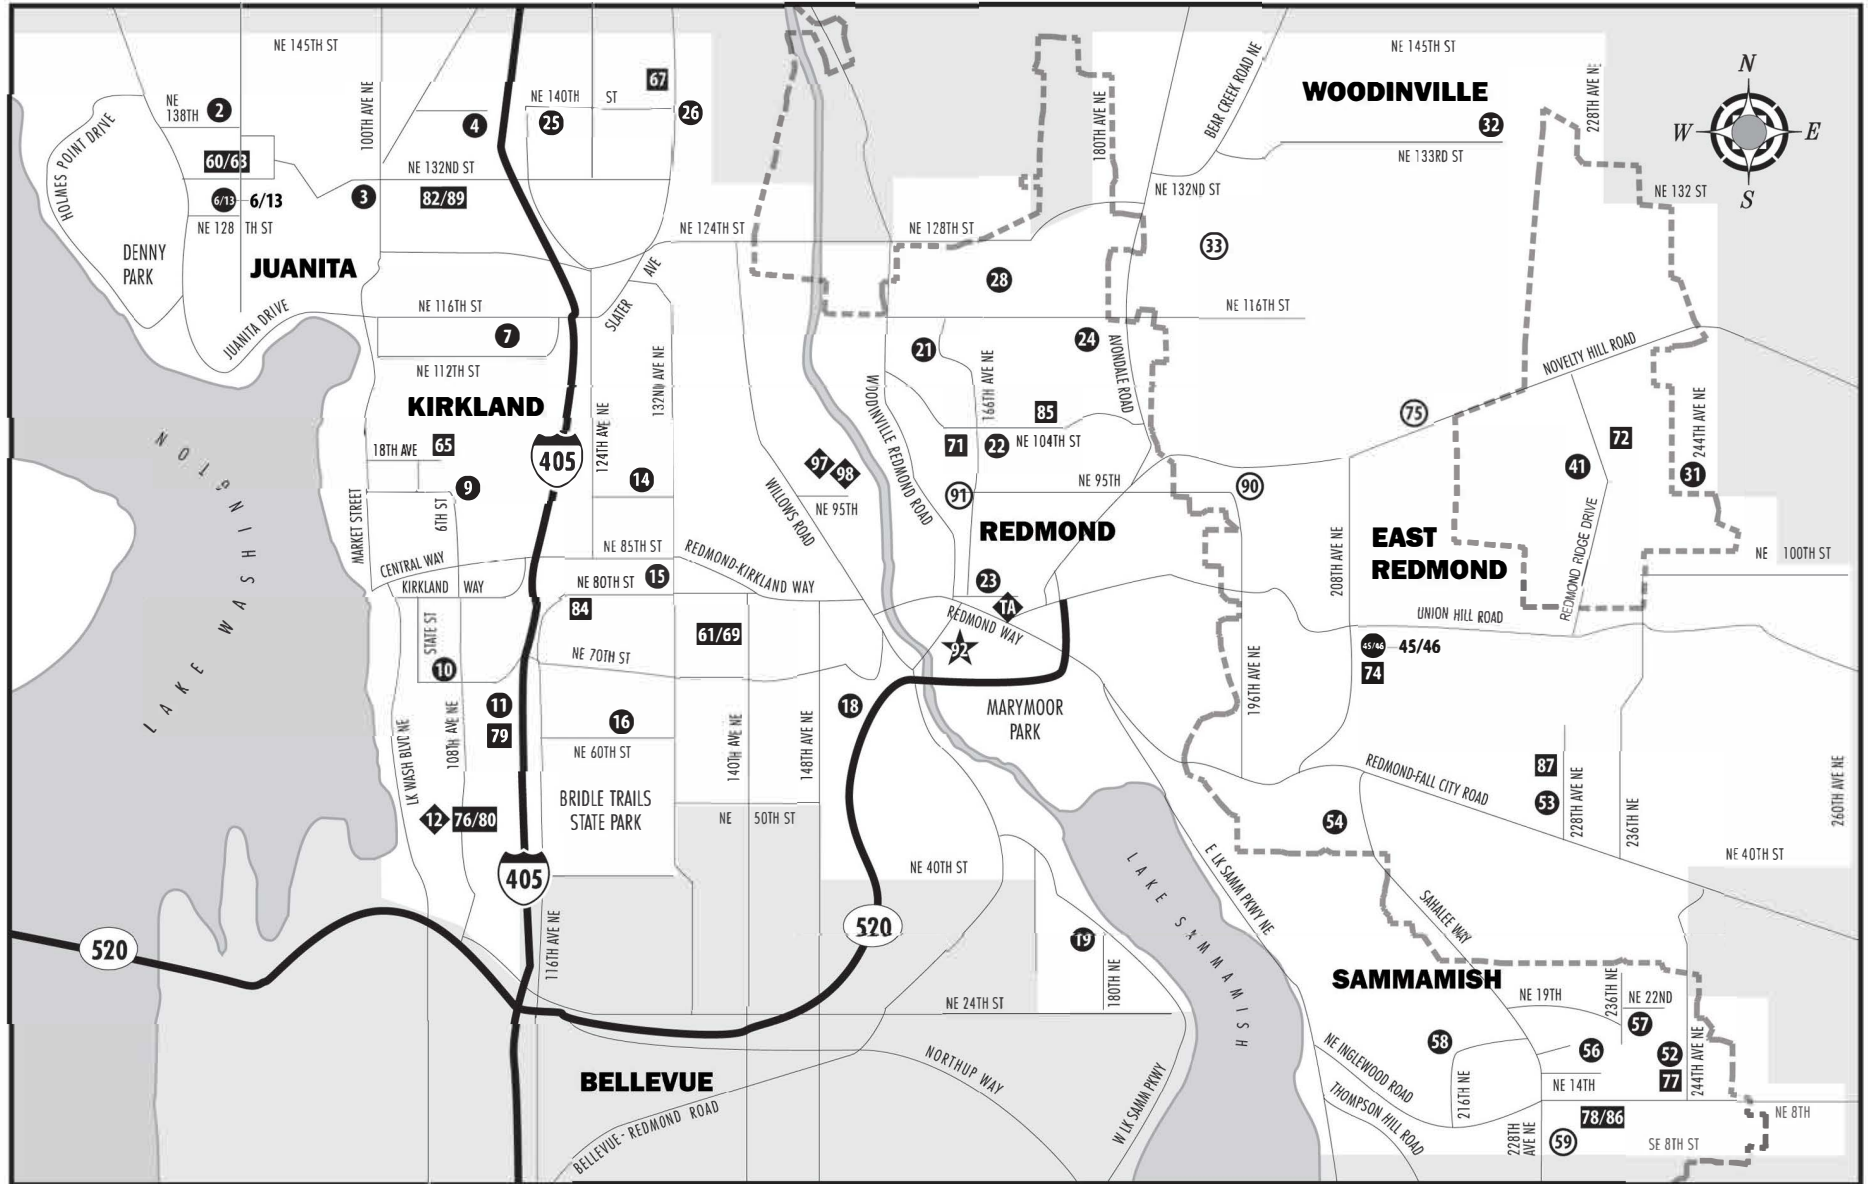 NE 145TH ST
NE 145TH ST
67
WOODINVILLE
228TH AVE NE
N
W
E
S
NE
138TH
2
HOLMES POINT DRIVE
100TH AVE NE
4
NE 140TH ST
25
26
180TH AVE NE
BEAR CREEK ROAD NE
32
NE 133RD ST
60/63
NE 132ND ST
82/89
3
6/13
6/13
NE 128 TH ST
NE 132ND ST
NE 132 ST
DENNY
PARK
JUANITA
NE 124TH ST
NE 128TH ST
33
28
SLATER AVE
JUANITA DRIVE
NE 116TH ST
7
NE 112TH ST
NE 116TH ST
21
24
AVONDALE ROAD
NOVELTY HILL ROAD
132ND AVE NE
WOODINVILLE REDMOND ROAD
166TH AVE NE
KIRKLAND
85
75
244TH AVE NE
18TH AVE
65
405
124TH AVE NE
71
22
NE 104TH ST
72
97
98
14
9
MARKET STREET
6TH ST
WILLOWS ROAD
NE 95TH
91
NE 95TH
90
41
31
LAKE WASHINGTON
REDMOND
EAST
REDMOND
208TH AVE NE
REDMOND RIDGE DRIVE
NE 100TH ST
CENTRAL WAY
KIRKLAND WAY
NE 85TH ST
REDMOND-KIRKLAND WAY
NE 80TH ST
15
84
23
TA
REDMOND WAY
92
61/69
UNION HILL ROAD
STATE ST
10
NE 70TH ST
45/46
45/46
74
196TH AVE NE
11
79
16
NE 60TH ST
18
MARYMOOR
PARK
LK WASH BLVD NE
108TH AVE NE
140TH AVE NE
148TH AVE NE
REDMOND-FALL CITY ROAD
87
53
228TH AVE NE
236TH NE
260TH AVE NE
BRIDLE TRAILS
STATE PARK
12
76/80
NE 50TH ST
54
405
NE 40TH ST
E LK SAMM PKWY NE
NE 40TH ST
LAKE SAMMAMISH
SAHALEE WAY
520
116TH AVE NE
520
19
180TH NE
SAMMAMISH
NE 24TH ST
NE 19TH
236TH NE
NE 22ND
57
58
56
52
77
244TH AVE NE
NE INGLEWOOD ROAD
NORTHUP WAY
BELLEVUE
BELLEVUE - REDMOND ROAD
W LK SAMM PKWY
THOMPSON HILL ROAD
216TH NE
NE 14TH
78/86
NE 8TH
228TH
AVE NE
59
SE 8TH ST